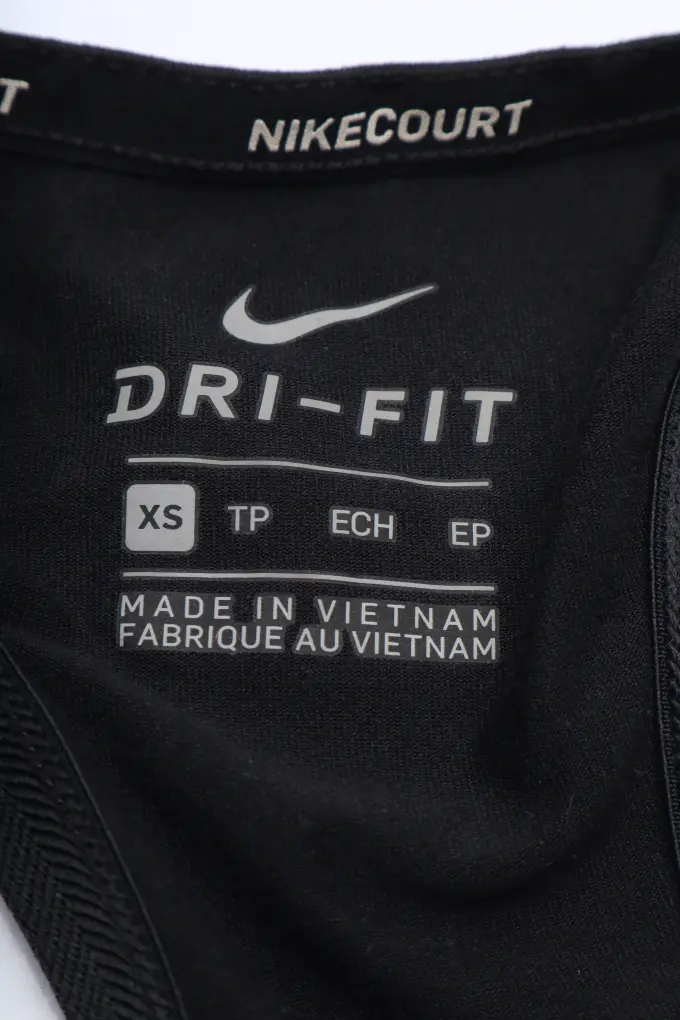 T
NIKECOURT
DRI-FIT
XS TP ECH EP
MADE IN VIETNAM
FABRIQUE AU VIETNAM